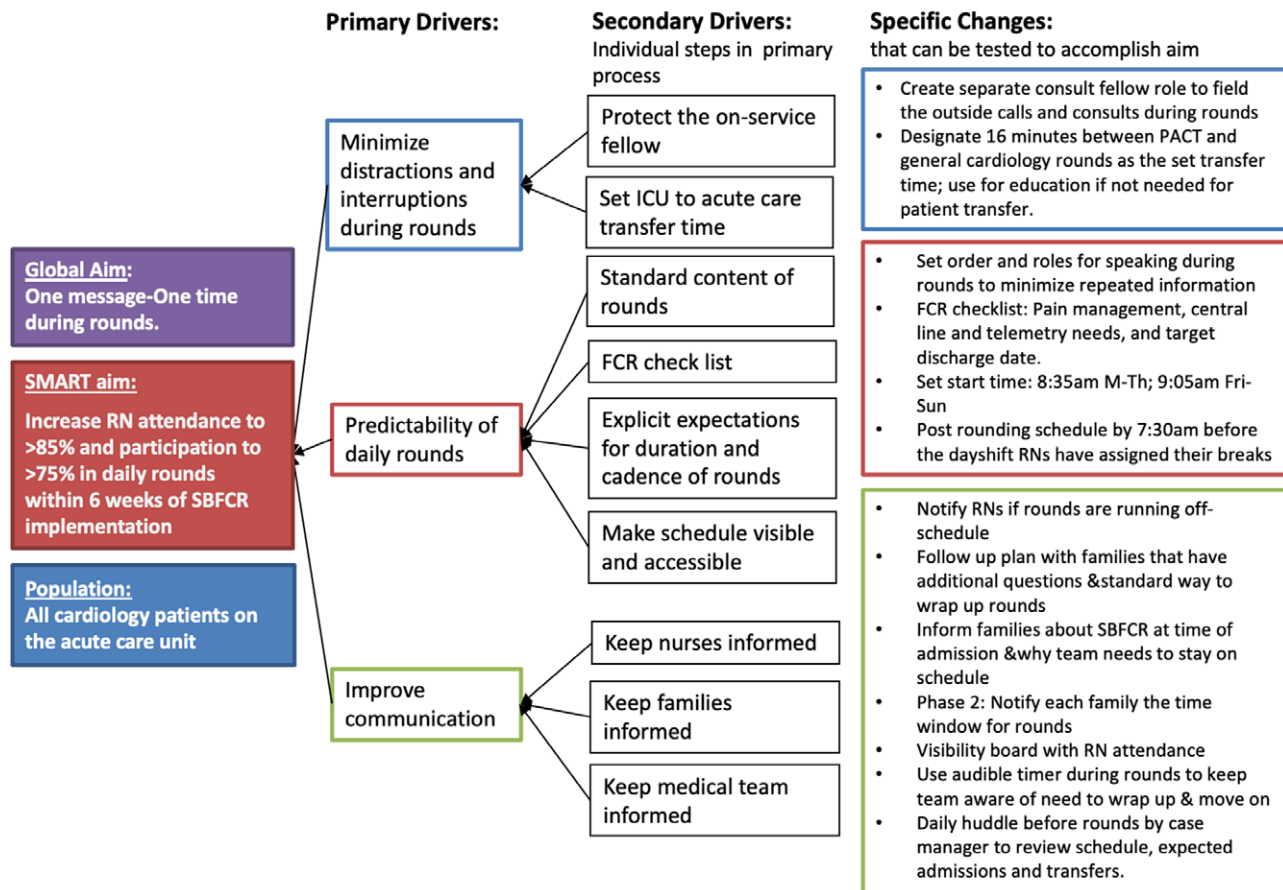 Primary Drivers:
Secondary Drivers:
Individual steps in primary
process
Specific Changes:
that can be tested to accomplish aim
Global Aim:
One message-One time
during rounds.
SMART aim:
Increase RN attendance to
>85% and participation to
>75% in daily rounds
within 6 weeks of SBFCR
implementation
Population:
All cardiology patients on
the acute care unit
Minimize
distractions and
interruptions
during rounds
Predictability of
daily rounds
Improve
communication
Protect the on-service
fellow
Set ICU to acute care
transfer time
Standard content of
rounds
FCR check list
Explicit expectations
for duration and
cadence of rounds
Make schedule visible
and accessible
Keep nurses informed
Keep families
informed
Keep medical team
informed
• Create separate consult fellow role to field
the outside calls and consults during rounds
• Designate 16 minutes between PACT and
general cardiology rounds as the set transfer
time; use for education if not needed for
patient transfer.
• Set order and roles for speaking during
rounds to minimize repeated information
• FCR checklist: Pain management, central
line and telemetry needs, and target
discharge date.
• Set start time: 8:35am M-Th; 9:05am Fri-
Sun
• Post rounding schedule by 7:30am before
the dayshift RNs have assigned their breaks
• Notify RNs if rounds are running off-
schedule
• Follow up plan with families that have
additional questions &standard way to
wrap up rounds
• Inform families about SBFCR at time of
admission &why team needs to stay on
schedule
• Phase 2: Notify each family the time
window for rounds
• Visibility board with RN attendance
• Use audible timer during rounds to keep
team aware of need to wrap up & move on
• Daily huddle before rounds by case
manager to review schedule, expected
admissions and transfers.